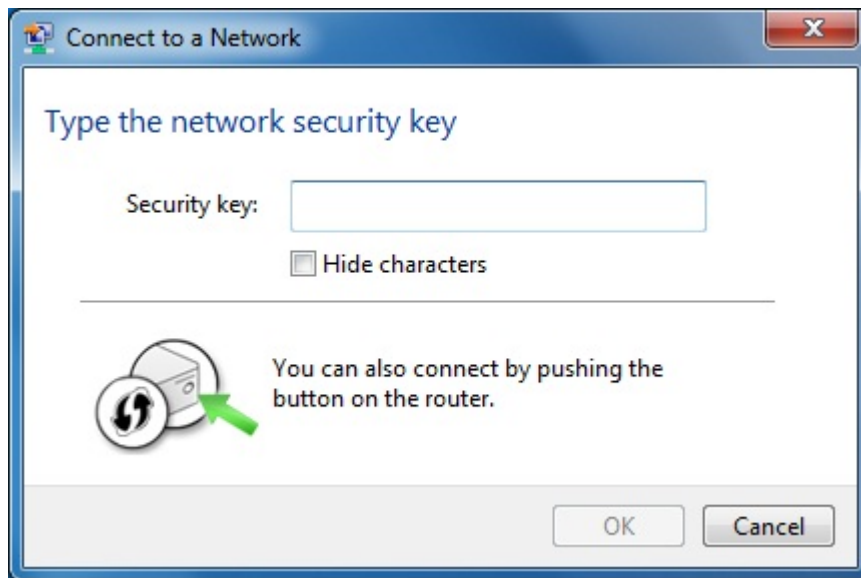 Connect to a Network
Type the network security key
Security key:
Hide characters
You can also connect by pushing the
button on the router.
OK
Cancel